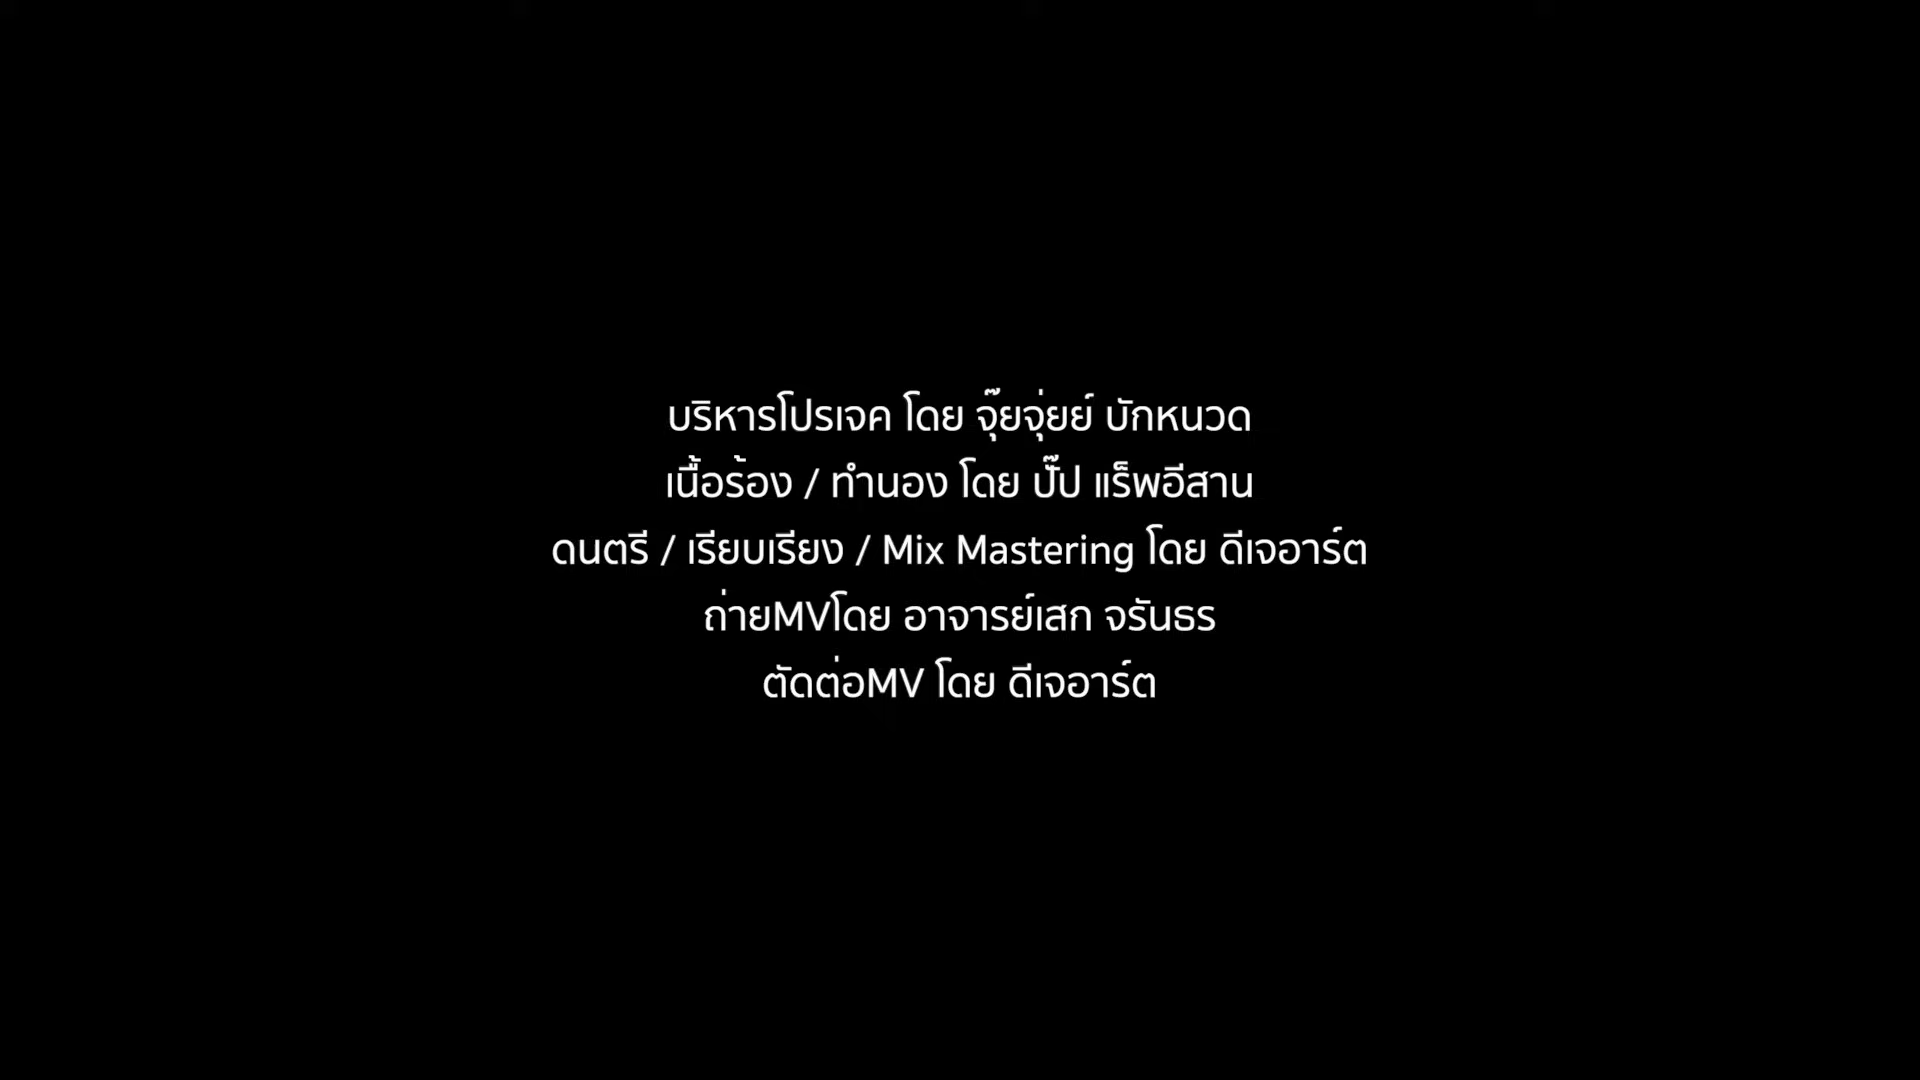 บริหารโปรเจค โดย จุ๊ยจุ่ยย์ บักหนวด
เนื้อร้อง / ทำนอง โดย ปั๊ป แร็พอีสาน
ดนตรี / เรียบเรียง / Mix Mastering โดย ดีเจอาร์ต
ถ่ายMVโดย อาจารย์เสก จรันธร
ตัดต่อMV โดย ดีเจอาร์ต